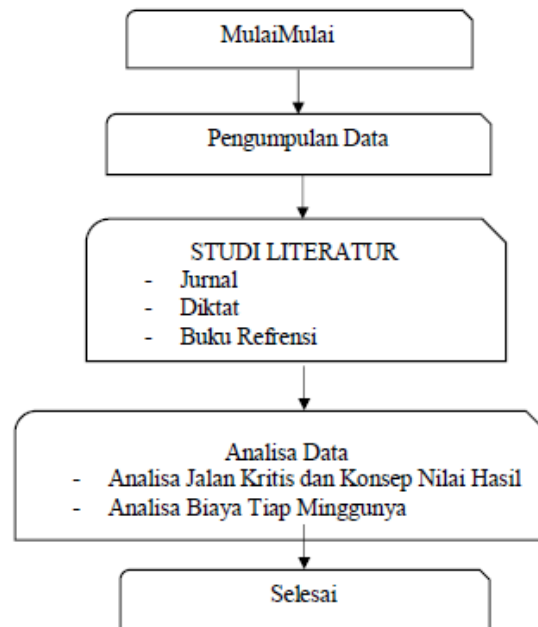 MulaiMulai
Pengumpulan Data
STUDI LITERATUR
- Jurnal
- Diktat
- Buku Refrensi
Analisa Data
- Analisa Jalan Kritis dan Konsep Nilai Hasil
- Analisa Biaya Tiap Minggunya
Selesai